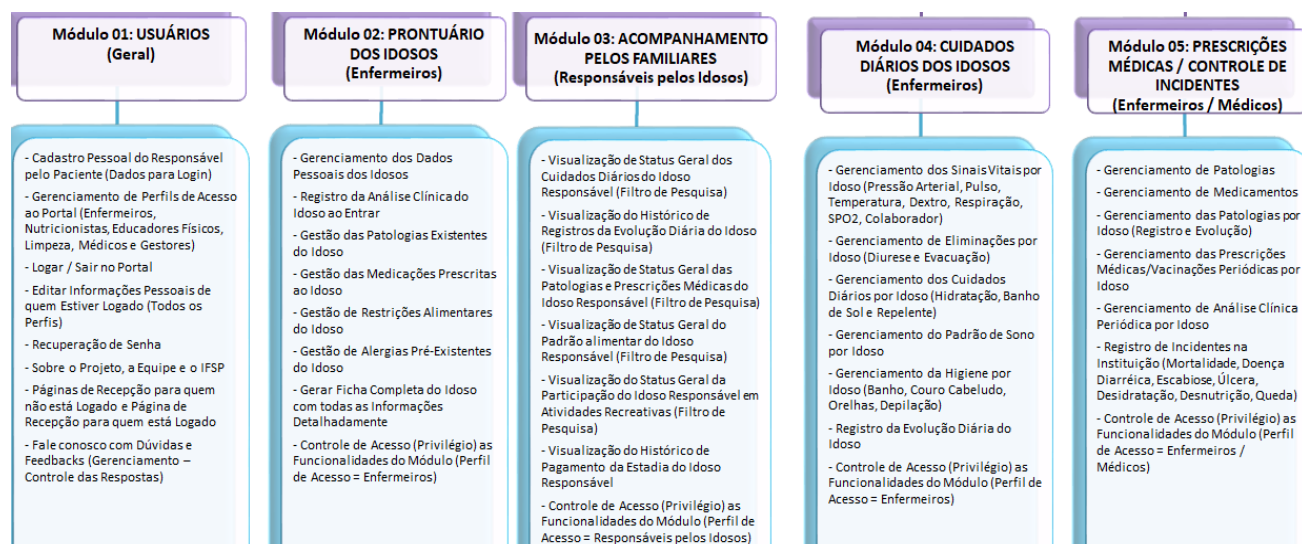 Módulo 01: USUÁRIOS
(Geral)
- Cadastro Pessoal do Responsável
pelo Paciente (Dados para Login)
- Gerenciamento de Perfils de Acesso
ao Portal (Enfermeiros,
Nutricionistas, Educadores Físicos,
Limpeza, Médicos e Gestores)
- Logar / Sair no Portal
- Editar Informações Pessoais de
quem Estiver Logado (Todos os
Perfis)
- Recuperação de Senha
- Sobre o Projeto, a Equipe e o IFSP
- Páginas de Recepção para quem
não está Logado e Página de
Recepção para quem está Logado
- Fale conosco com Dúvidas e
Feedbacks (Gerenciamento –
Controle das Respostas)
Módulo 02: PRONTUÁRIO
DOS IDOSOS
(Enfermeiros)
- Gerenciamento dos Dados
Pessoais dos Idosos
- Registro da Análise Clínica do
Idoso ao Entrar
- Gestão das Patologias Existentes
do Idoso
- Gestão das Medicações Prescritas
ao Idoso
- Gestão de Restrições Alimentares
do Idoso
- Gestão de Alergias Pré-Existentes
do Idoso
- Gerar Ficha Completa do Idoso
com todas as Informações
Detalhadamente
- Controle de Acesso (Privilégio) as
Funcionalidades do Módulo (Perfil
de Acesso = Enfermeiros)
Módulo 03: ACOMPANHAMENTO
PELOS FAMILIARES
(Responsáveis pelos Idosos)
- Visualização de Status Geral dos
Cuidados Diários do Idoso
Responsável (Filtro de Pesquisa)
- Visualização do Histórico de
Registros da Evolução Diária do Idoso
(Filtro de Pesquisa)
- Visualização de Status Geral das
Patologias e Prescrições Médicas do
Idoso Responsável (Filtro de Pesquisa)
- Visualização de Status Geral do
Padrão alimentar do Idoso
Responsável (Filtro de Pesquisa)
- Visualização do Status Geral da
Participação do Idoso Responsável em
Atividades Recreativas (Filtro de
Pesquisa)
- Visualização do Histórico de
Pagamento da Estadia do Idoso
Responsável
- Controle de Acesso (Privilégio) as
Funcionalidades do Módulo (Perfil de
Acesso = Responsáveis pelos Idosos)
Módulo 04: CUIDADOS
DIÁRIOS DOS IDOSOS
(Enfermeiros)
- Gerenciamento dos Sinais Vitais por
Idoso (Pressão Arterial, Pulso,
Temperatura, Dextro, Respiração,
SPO2, Colaborador)
- Gerenciamento de Eliminações por
Idoso (Diurese e Evacuação)
- Gerenciamento dos Cuidados
Diários por Idoso (Hidratação, Banho
de Sol e Repelente)
- Gerenciamento do Padrão de Sono
por Idoso
- Gerenciamento da Higiene por
Idoso (Banho, Couro Cabeludo,
Orelhas, Depilação)
- Registro da Evolução Diária do
Idoso
- Controle de Acesso (Privilégio) as
Funcionalidades do Módulo (Perfil de
Acesso = Enfermeiros)
Módulo 05: PRESCRIÇÕES
MÉDICAS / CONTROLE DE
INCIDENTES
(Enfermeiros / Médicos)
- Gerenciamento de Patologias
- Gerenciamento de Medicamentos
- Gerenciamento das Patologias por
Idoso (Registro e Evolução)
- Gerenciamento das Prescrições
Médicas/Vacinações Periódicas por
Idoso
- Gerenciamento de Análise Clínica
Periódica por Idoso
- Registro de Incidentes na
Instituição (Mortalidade, Doença
Diarréica, Escabiose, Úlcera,
Desidratação, Desnutrição, Queda)
- Controle de Acesso (Privilégio) as
Funcionalidades do Módulo (Perfil
de Acesso = Enfermeiros /
Médicos)